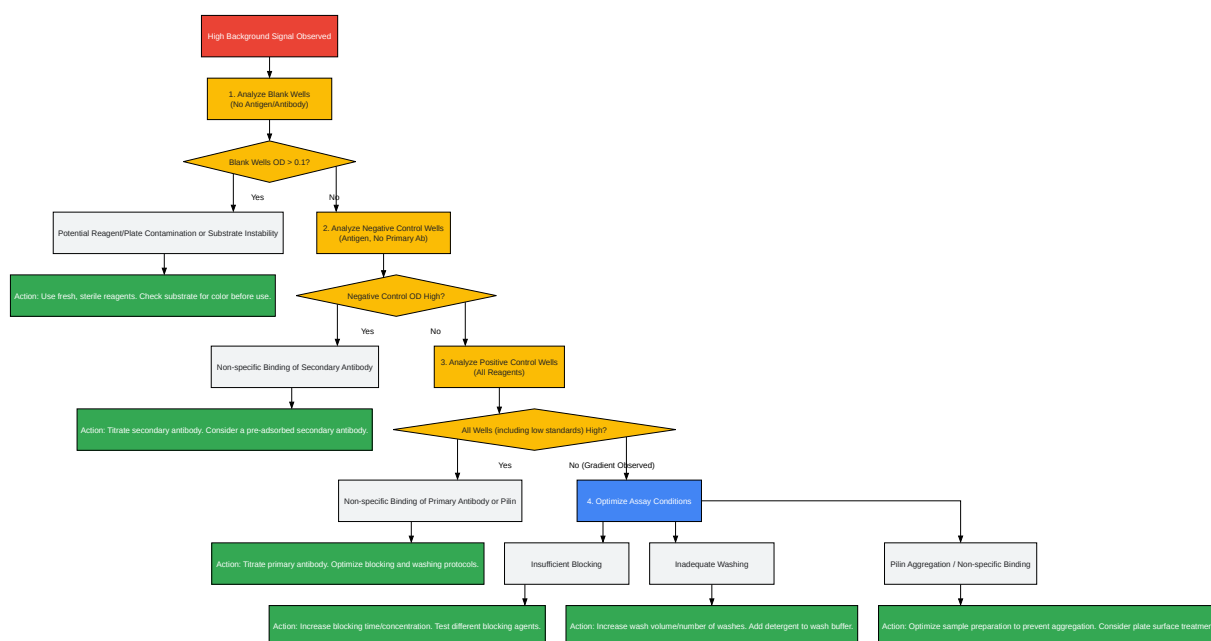 High Background Signal Observed
1. Analyze Blank Wells
(No Antigen/Antibody)
Blank Wells OD > 0.1?
Yes
No
Potential Reagent/Plate Contamination or Substrate Instability
2. Analyze Negative Control Wells
(Antigen, No Primary Ab)
Action: Use fresh, sterile reagents. Check substrate for color before use.
Negative Control OD High?
Yes
No
Non-specific Binding of Secondary Antibody
3. Analyze Positive Control Wells
(All Reagents)
Action: Titrate secondary antibody. Consider a pre-adsorbed secondary antibody.
All Wells (including low standards) High?
Yes
No (Gradient Observed)
Non-specific Binding of Primary Antibody or Pilin
4. Optimize Assay Conditions
Action: Titrate primary antibody. Optimize blocking and washing protocols.
Insufficient Blocking
Inadequate Washing
Pilin Aggregation / Non-specific Binding
Action: Increase blocking time/concentration. Test different blocking agents.
Action: Increase wash volume/number of washes. Add detergent to wash buffer.
Action: Optimize sample preparation to prevent aggregation. Consider plate surface treatmen